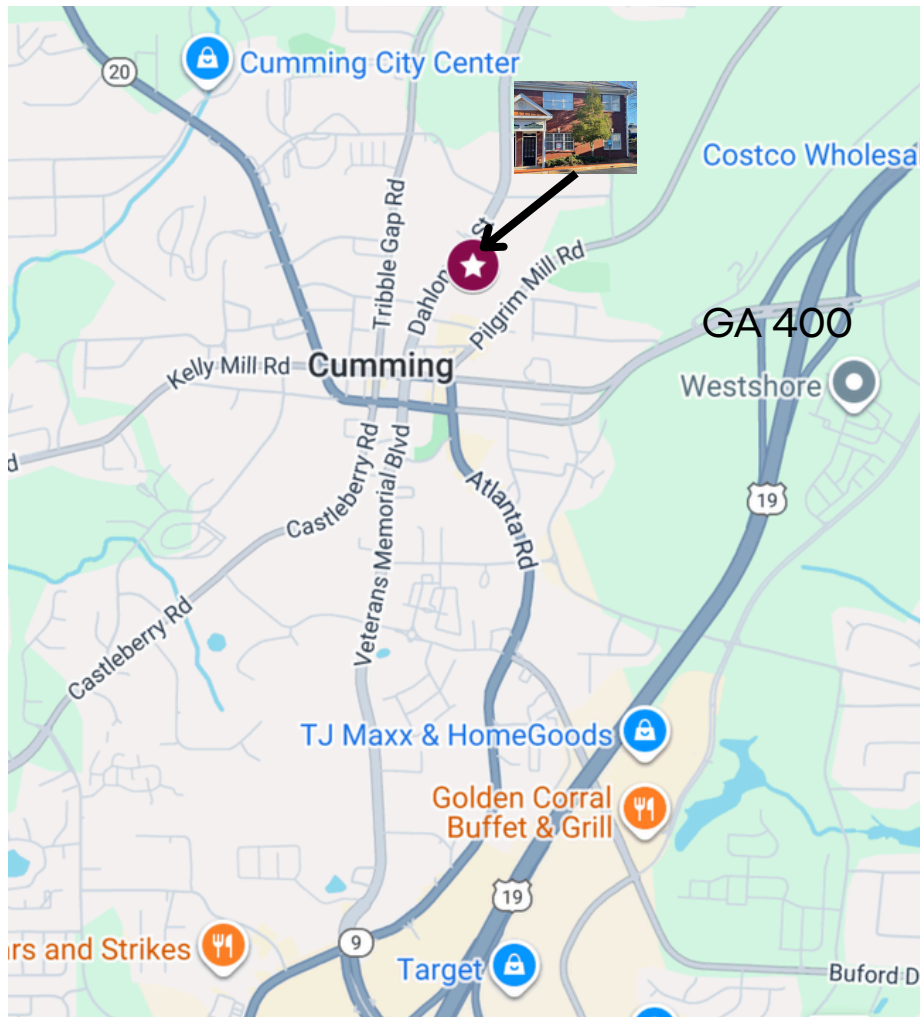 20
Cumming City Center
Costco Wholesa
Tribble Gap Rd
Dahlon
St
Pilgrim Mill Rd
GA 400
Kelly Mill Rd
Cumming
Westshore
d
Castleberry Rd
Veterans Memorial Blvd
Atlanta Rd
19
Castleberry Rd
TJ Maxx & HomeGoods
Golden Corral
Buffet & Grill
19
9
rs and Strikes
Target
Buford D